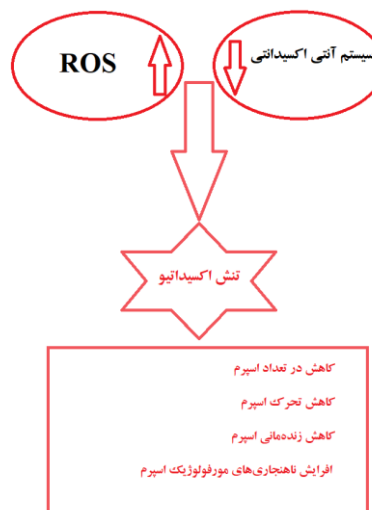 ROS
سیستم آنتی اکسیدانتی
تنش اکسیداتیو
کاهش در تعداد اسپرم
کاهش تحرک اسپرم
کاهش زنده‌مانی اسپرم
افرایش ناهنجاری‌های مورفولوژیک اسپرم